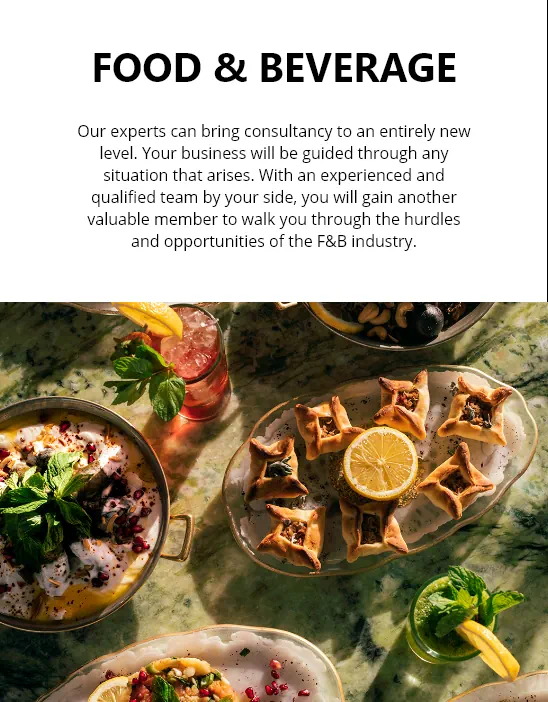 FOOD & BEVERAGE
Our experts can bring consultancy to an entirely new
level. Your business will be guided through any
situation that arises. With an experienced and
qualified team by your side, you will gain another
valuable member to walk you through the hurdles
and opportunities of the F&B industry.